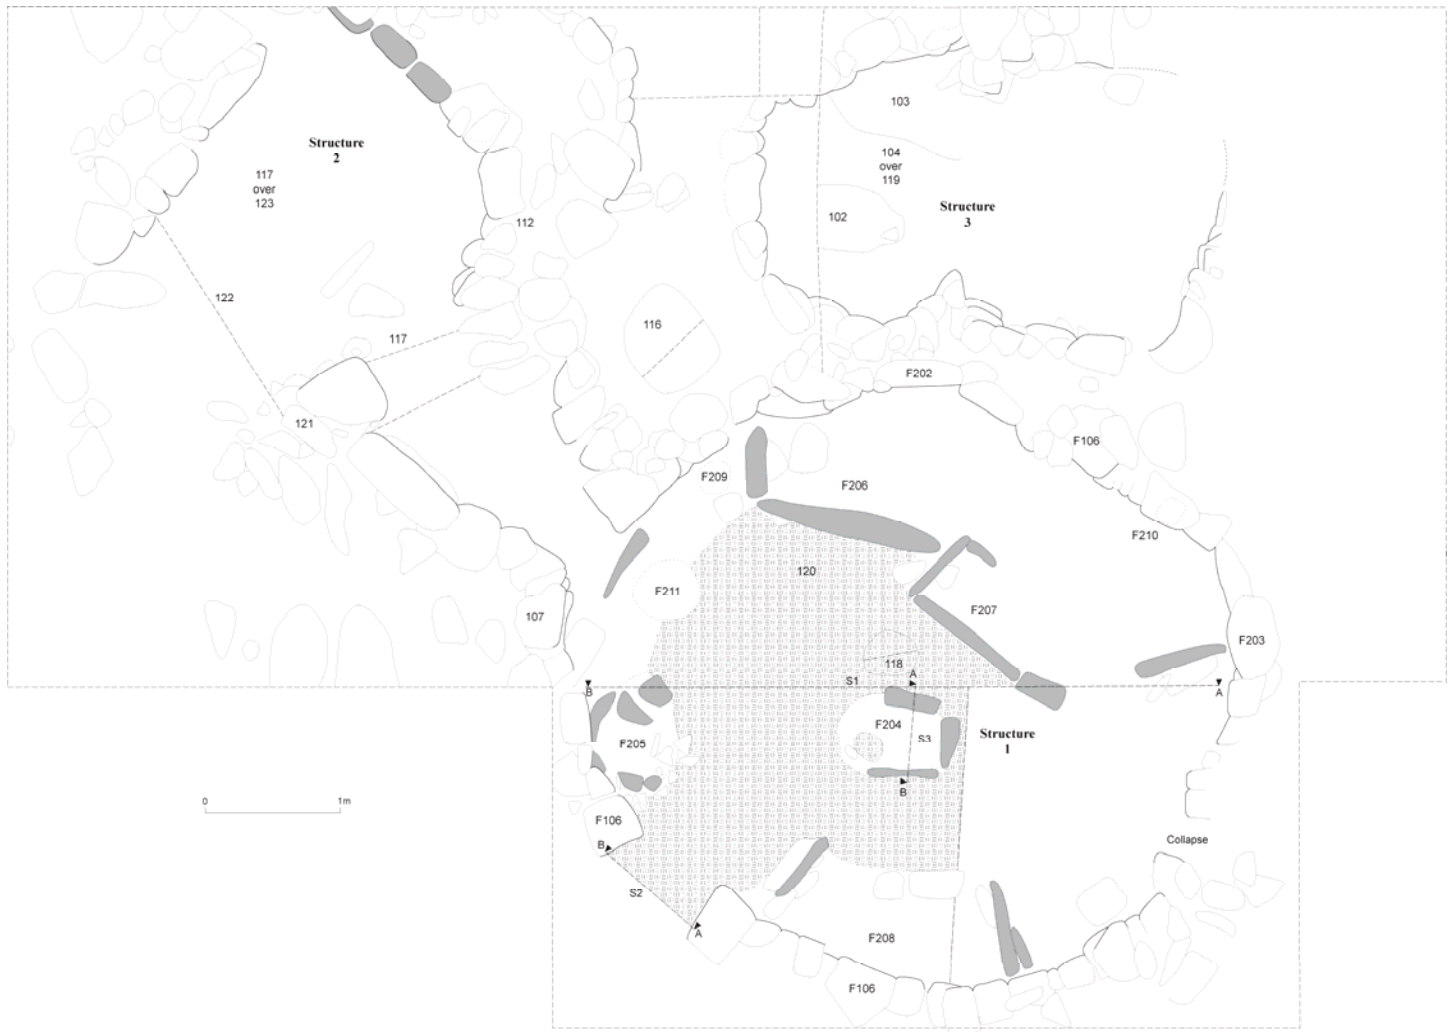 103
Structure
2
104
over
119
117
over
123
Structure
3
102
112
122
116
117
F202
121
F106
F209
F206
F210
120
F211
F207
107
F203
118
S1
A
B
A
F204
S3
Structure
1
F205
B
F106
B
Collapse
0
1m
S2
A
F208
F106